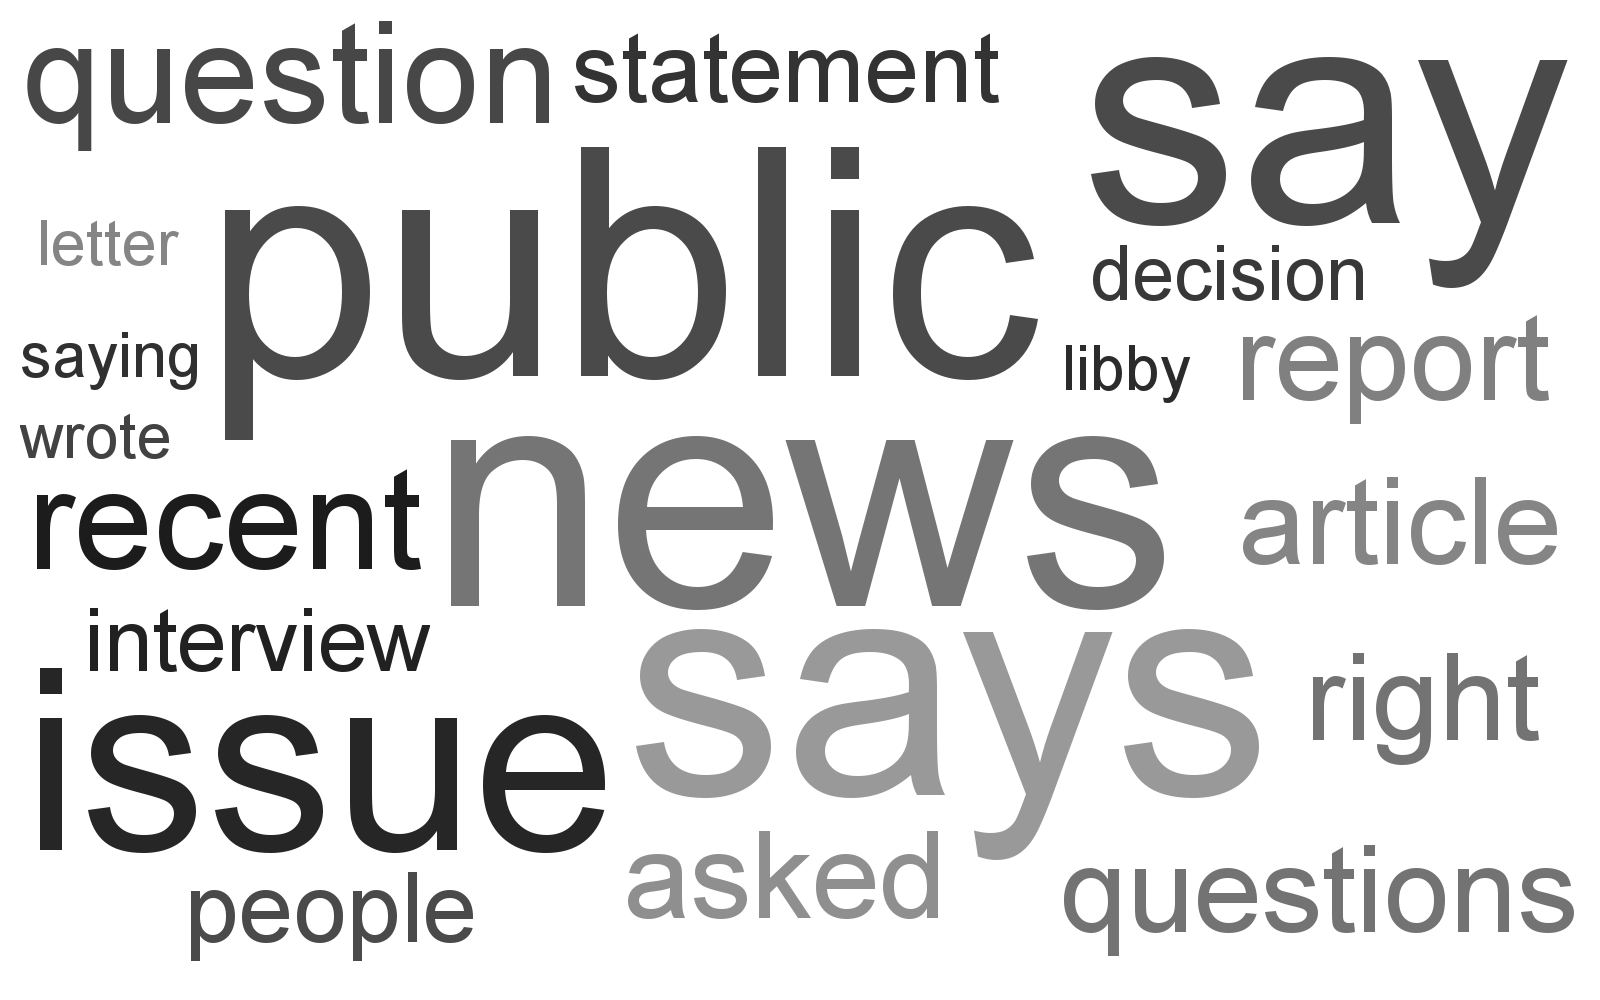 question statement say
public
letter
decision
saying
libby report
wrote
news
recent
article
interview
says
right
issue
asked
people
questions